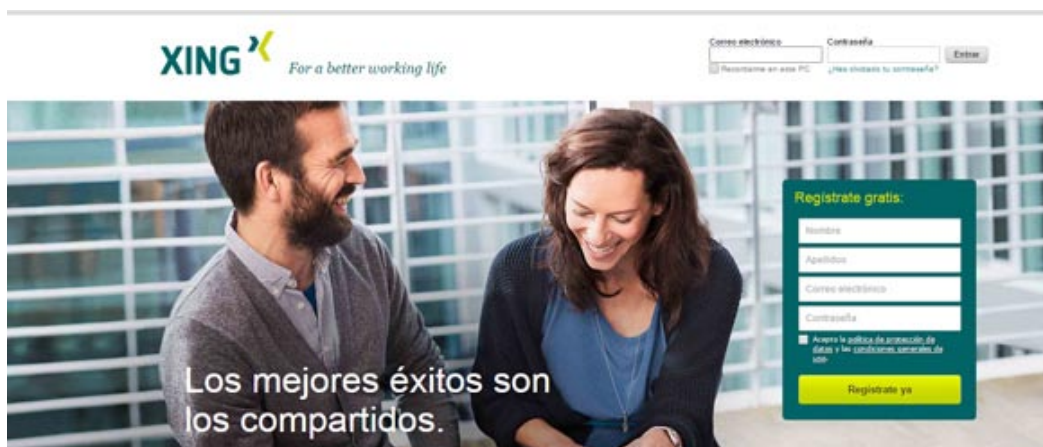 XING
For a better working life
Correo electrónico
Contraseña
Entrar
Recordarme en este PC
¿Has olvidado tu contraseña?
Los mejores éxitos son
los compartidos.
Regístrate gratis:
Nombre
Apellidos
Correo electrónico
Contraseña
Acepto la política de protección de
datos y las condiciones generales de
uso.
Regístrate ya